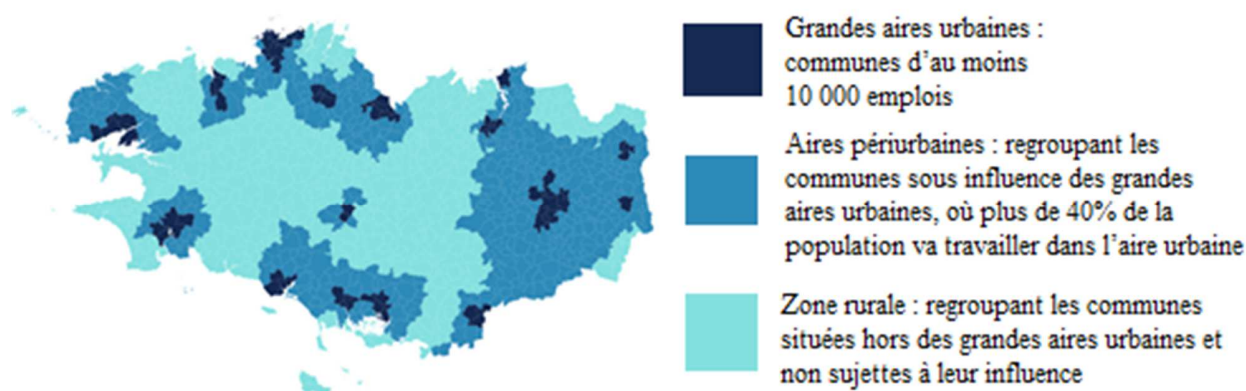 Grandes aires urbaines :
communes d’au moins
10 000 emplois
Aires périurbaines : regroupant les
communes sous influence des grandes
aires urbaines, où plus de 40% de la
population va travailler dans l’aire urbaine
Zone rurale : regroupant les communes
situées hors des grandes aires urbaines et
non sujettes à leur influence